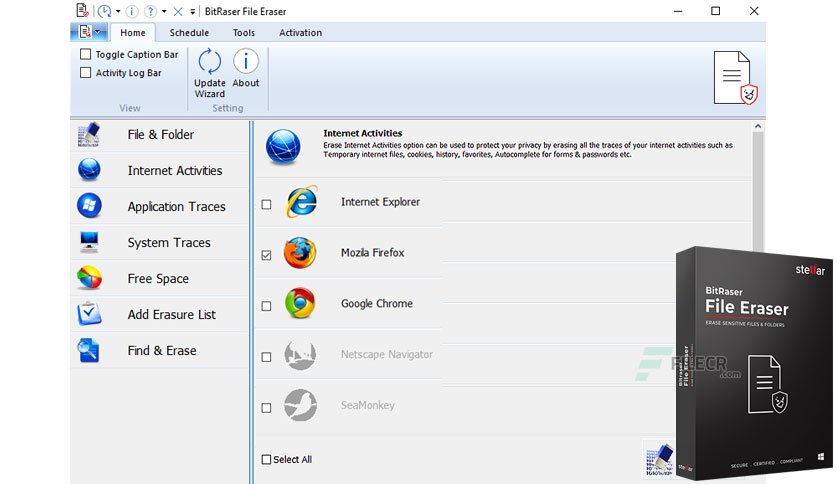 BitRaser File Eraser
Home
Schedule
Tools
Activation
Toggle Caption Bar
Activity Log Bar
View
Update
Wizard
About
Setting
File & Folder
Internet Activities
Application Traces
System Traces
Free Space
Add Erasure List
Find & Erase
Internet Activities
Erase Internet Activities option can be used to protect your privacy by erasing all the traces of your internet activities such as
Temporary internet files, cookies, history, favorites, Autocomplete for forms & passwords etc.
Internet Explorer
Mozila Firefox
Google Chrome
Netscape Navigator
SeaMonkey
Select All
FILECR
.com
stellar
BitRaser
File Eraser
ERASE SENSITIVE FILES & FOLDERS
BitRaser
File Eraser
SECURE . CERTIFIED . COMPLIANT
stellar